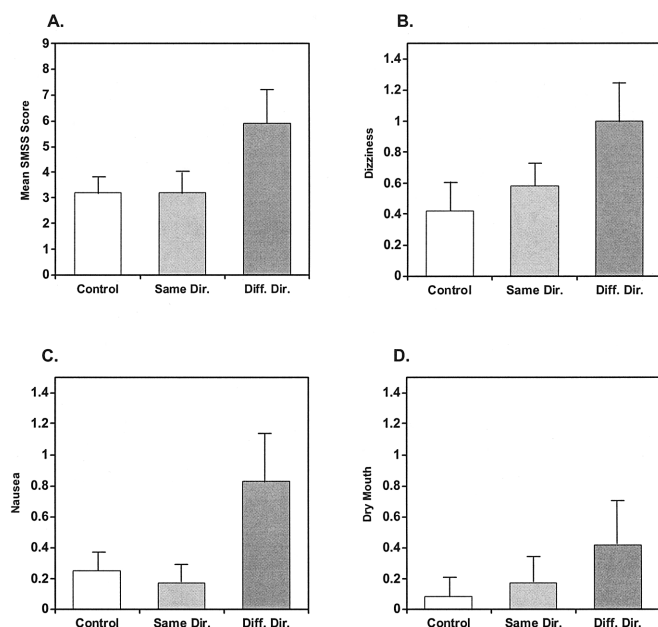 A.
9
8
7
6
5
4
3
2
1
0
Mean SMSS Score
Control Same Dir. Diff. Dir.
B.
1.4
1.2
1
0.8
0.6
0.4
0.2
0
Dizziness
Control Same Dir. Diff. Dir.
C.
1.4
1.2
1
0.8
0.6
0.4
0.2
0
Nausea
Control Same Dir. Diff. Dir.
D.
1.4
1.2
1
0.8
0.6
0.4
0.2
0
Dry Mouth
Control Same Dir. Diff. Dir.